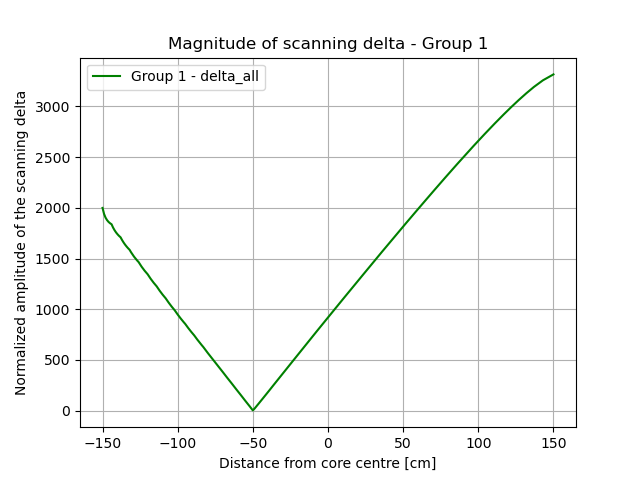 Magnitude of scanning delta - Group 1
Group 1 - delta_all
Normalized amplitude of the scanning delta
3000
2500
2000
1500
1000
500
0
−150 −100 −50 0 50 100 150
Distance from core centre [cm]